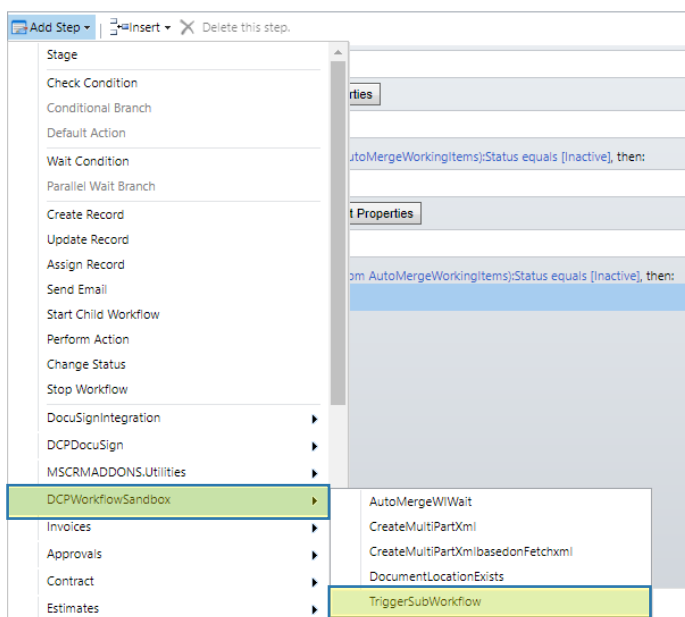 Add Step Insert Delete this step.
Stage
Check Condition
Conditional Branch
Default Action
Wait Condition
Parallel Wait Branch
Create Record
Update Record
Assign Record
Send Email
Start Child Workflow
Perform Action
Change Status
Stop Workflow
DocuSignIntegration
DCPDocuSign
MSCRMADDONS.Utilities
DCPWorkflowSandbox
Invoices
Approvals
Contract
Estimates
rties
utoMergeWorkingItems):Status equals [Inactive], then:
t Properties
om AutoMergeWorkingItems):Status equals [Inactive], then:
AutoMergeWIWait
CreateMultiPartXml
CreateMultiPartXmlbasedonFetchxml
DocumentLocationExists
TriggerSubWorkflow